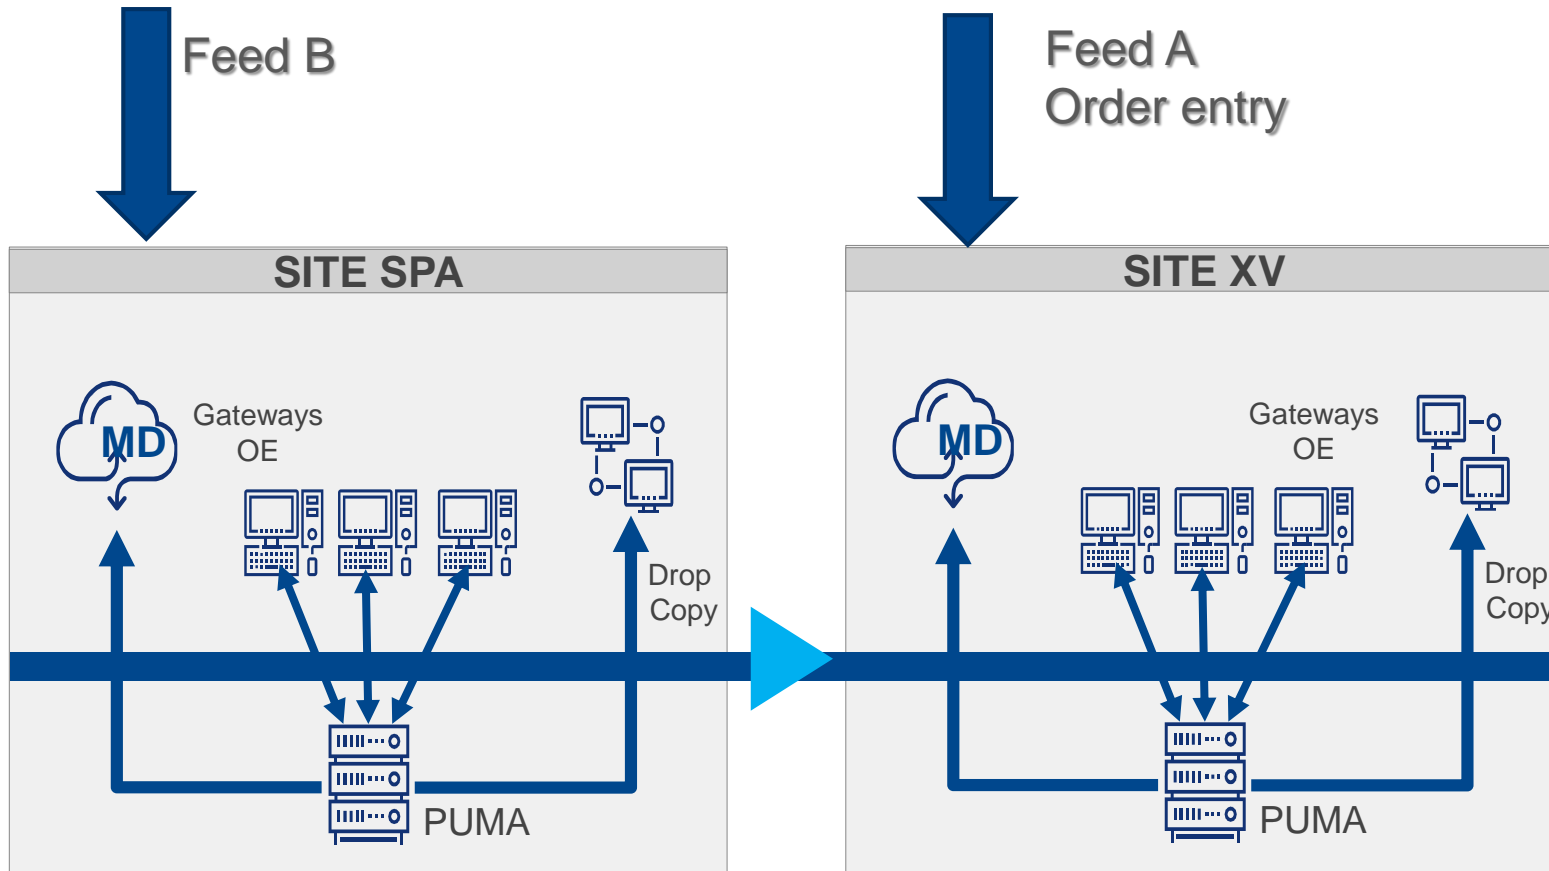 Feed B
Feed A
Order entry
SITE SPA
SITE XV
MD
Gateways
OE
Drop
Copy
PUMA
MD
Gateways
OE
Drop
Copy
PUMA